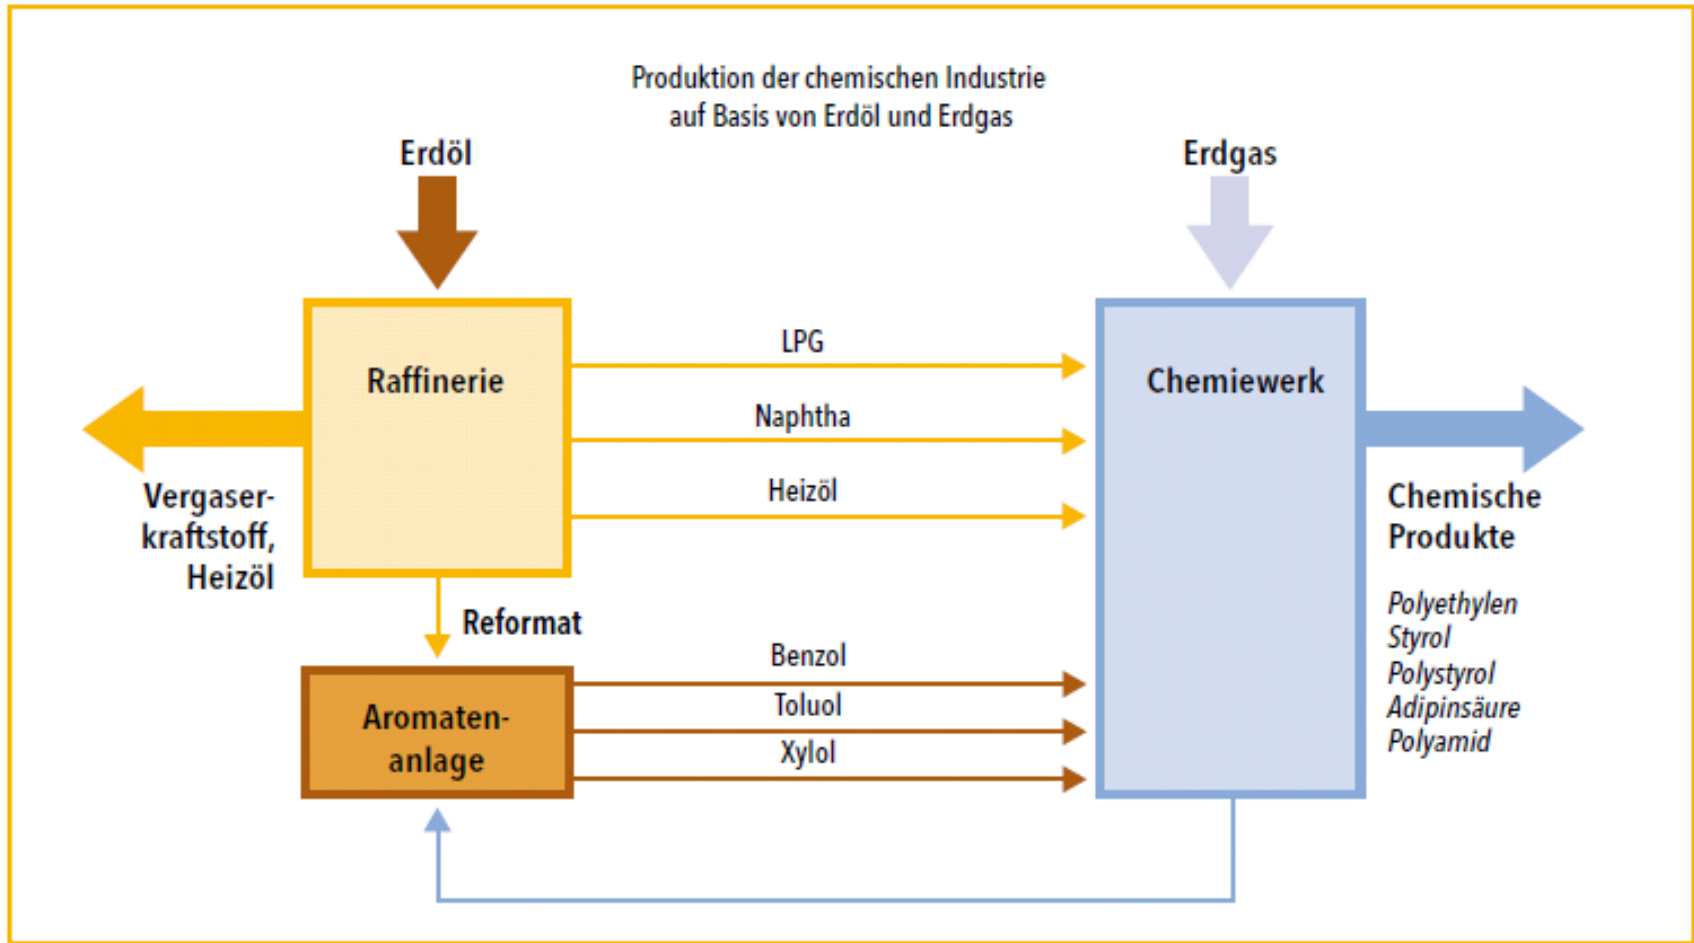 Produktion der chemischen Industrie
auf Basis von Erdöl und Erdgas
Erdöl
Erdgas
Raffinerie
LPG
Naphtha
Heizöl
Chemiewerk
Vergaser-
kraftstoff,
Heizöl
Chemische
Produkte
Polyethylen
Styrol
Polystyrol
Adipinsäure
Polyamid
Reformat
Aromaten-
anlage
Benzol
Toluol
Xylol